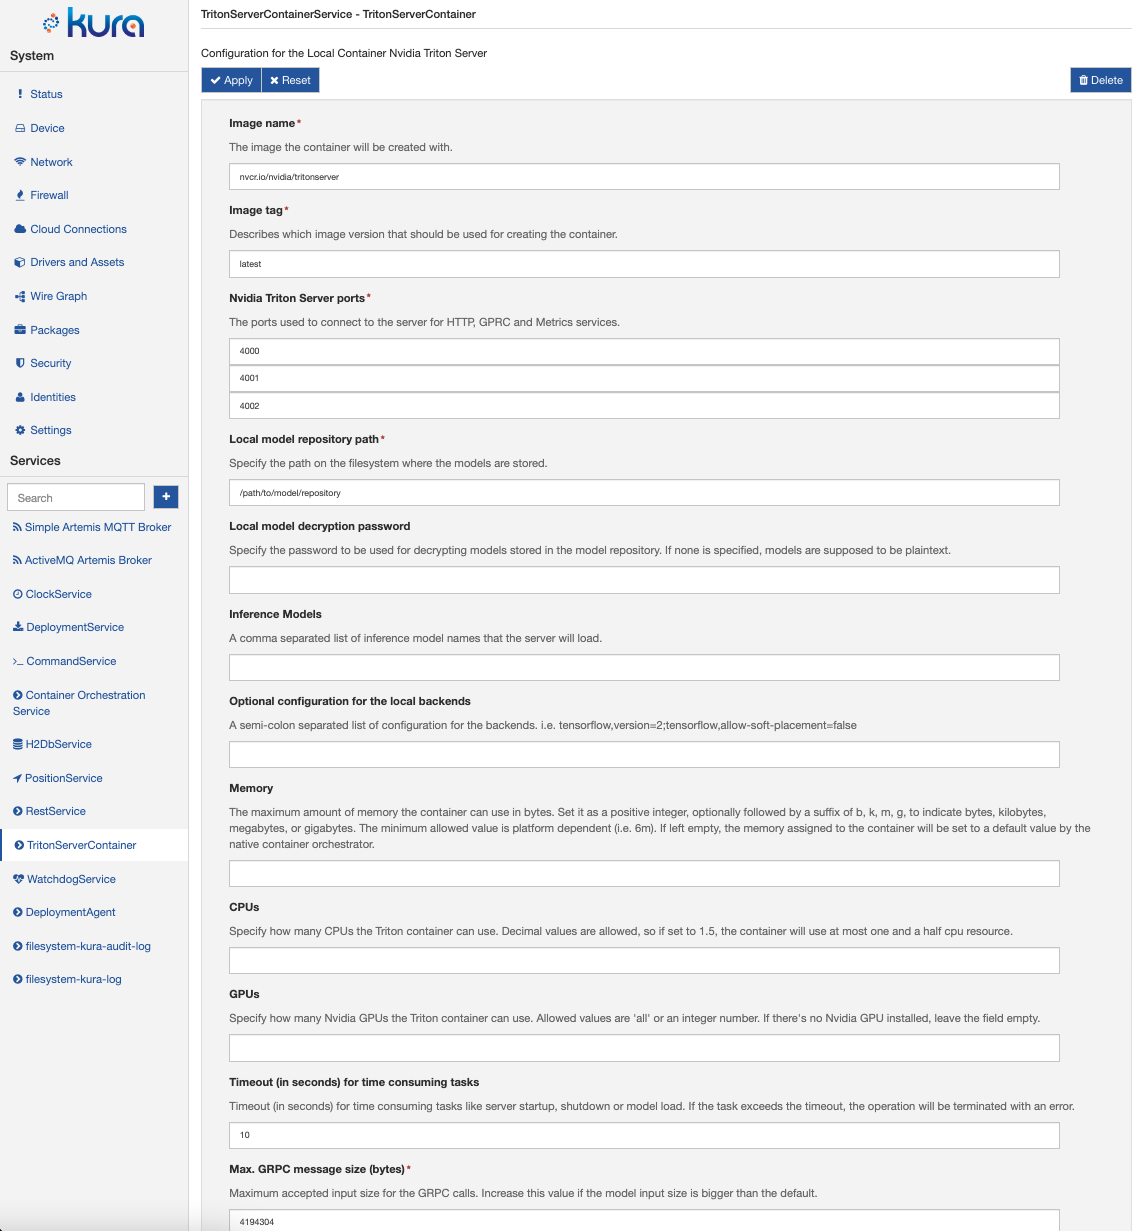 kura
System
Status
Device
Network
Firewall
Cloud Connections
Drivers and Assets
Wire Graph
Packages
Security
Identities
Settings
Services
Search
Simple Artemis MQTT Broker
ActiveMQ Artemis Broker
ClockService
DeploymentService
CommandService
Container Orchestration
Service
H2DbService
PositionService
RestService
TritonServerContainer
WatchdogService
DeploymentAgent
filesystem-kura-audit-log
filesystem-kura-log
TritonServerContainerService - TritonServerContainer
Configuration for the Local Container Nvidia Triton Server
Apply Reset Delete
Image name*
The image the container will be created with.
nvcr.io/nvidia/tritonserver
Image tag*
Describes which image version that should be used for creating the container.
latest
Nvidia Triton Server ports*
The ports used to connect to the server for HTTP, GPRC and Metrics services.
4000
4001
4002
Local model repository path*
Specify the path on the filesystem where the models are stored.
/path/to/model/repository
Local model decryption password
Specify the password to be used for decrypting models stored in the model repository. If none is specified, models are supposed to be plaintext.
Inference Models
A comma separated list of inference model names that the server will load.
Optional configuration for the local backends
A semi-colon separated list of configuration for the backends. i.e. tensorflow,version=2;tensorflow,allow-soft-placement=false
Memory
The maximum amount of memory the container can use in bytes. Set it as a positive integer, optionally followed by a suffix of b, k, m, g, to indicate bytes, kilobytes,
megabytes, or gigabytes. The minimum allowed value is platform dependent (i.e. 6m). If left empty, the memory assigned to the container will be set to a default value by the
native container orchestrator.
CPUs
Specify how many CPUs the Triton container can use. Decimal values are allowed, so if set to 1.5, the container will use at most one and a half cpu resource.
GPUs
Specify how many Nvidia GPUs the Triton container can use. Allowed values are 'all' or an integer number. If there's no Nvidia GPU installed, leave the field empty.
Timeout (in seconds) for time consuming tasks
Timeout (in seconds) for time consuming tasks like server startup, shutdown or model load. If the task exceeds the timeout, the operation will be terminated with an error.
10
Max. GRPC message size (bytes)*
Maximum accepted input size for the GRPC calls. Increase this value if the model input size is bigger than the default.
4194304